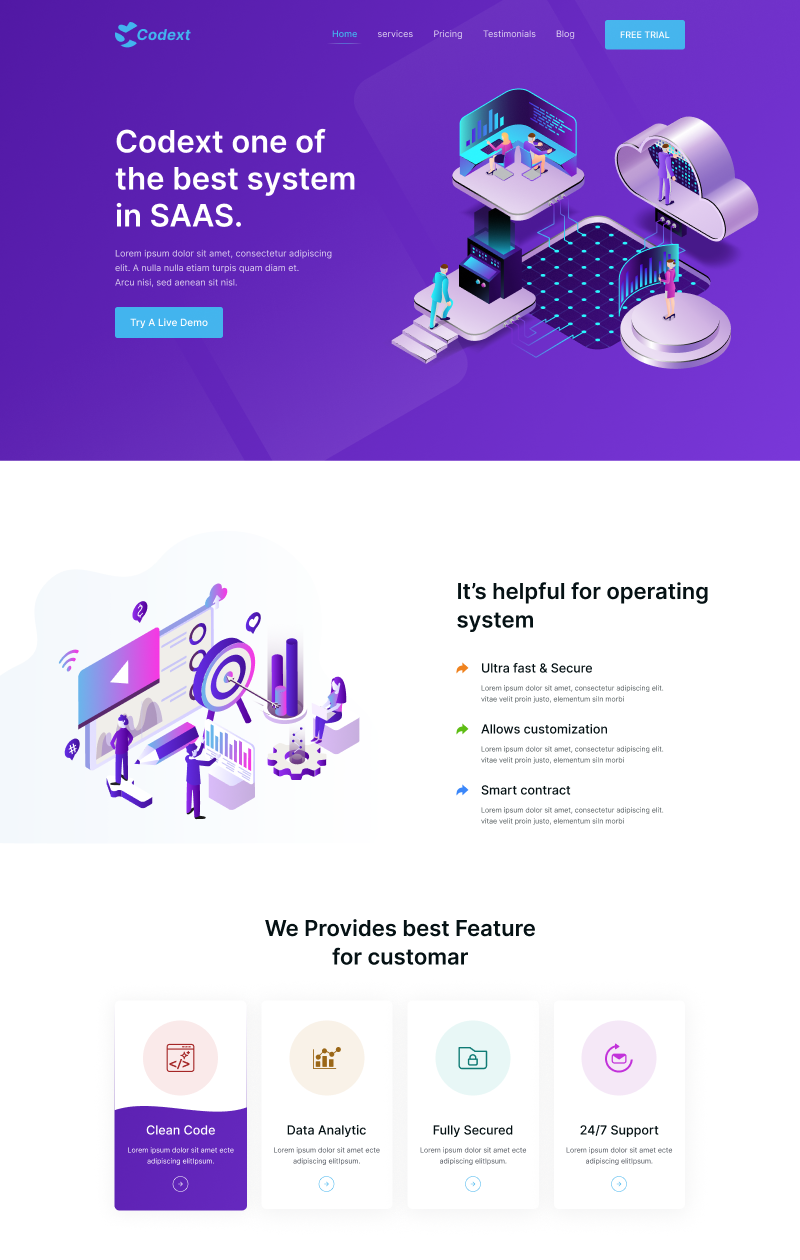 Codext
Home services Pricing Testimonials Blog FREE TRIAL
Codext one of
the best system
in SAAS.
Lorem ipsum dolor sit amet, consectetur adipiscing
elit. A nulla nulla etiam turpis quam diam et.
Arcu nisi, sed aenean sit nisl.
Try A Live Demo
It's helpful for operating
system
Ultra fast & Secure
Lorem ipsum dolor sit amet, consectetur adipiscing elit.
vitae velit proin justo, elementum siln morbi
Allows customization
Lorem ipsum dolor sit amet, consectetur adipiscing elit.
vitae velit proin justo, elementum siln morbi
Smart contract
Lorem ipsum dolor sit amet, consectetur adipiscing elit.
vitae velit proin justo, elementum siln morbi
We Provides best Feature
for customar
Clean Code
Lorem ipsum dolor sit amet ecte
adipiscing elitIpsum.
Data Analytic
Lorem ipsum dolor sit amet ecte
adipiscing elitIpsum.
Fully Secured
Lorem ipsum dolor sit amet ecte
adipiscing elitIpsum.
24/7 Support
Lorem ipsum dolor sit amet ecte
adipiscing elitIpsum.